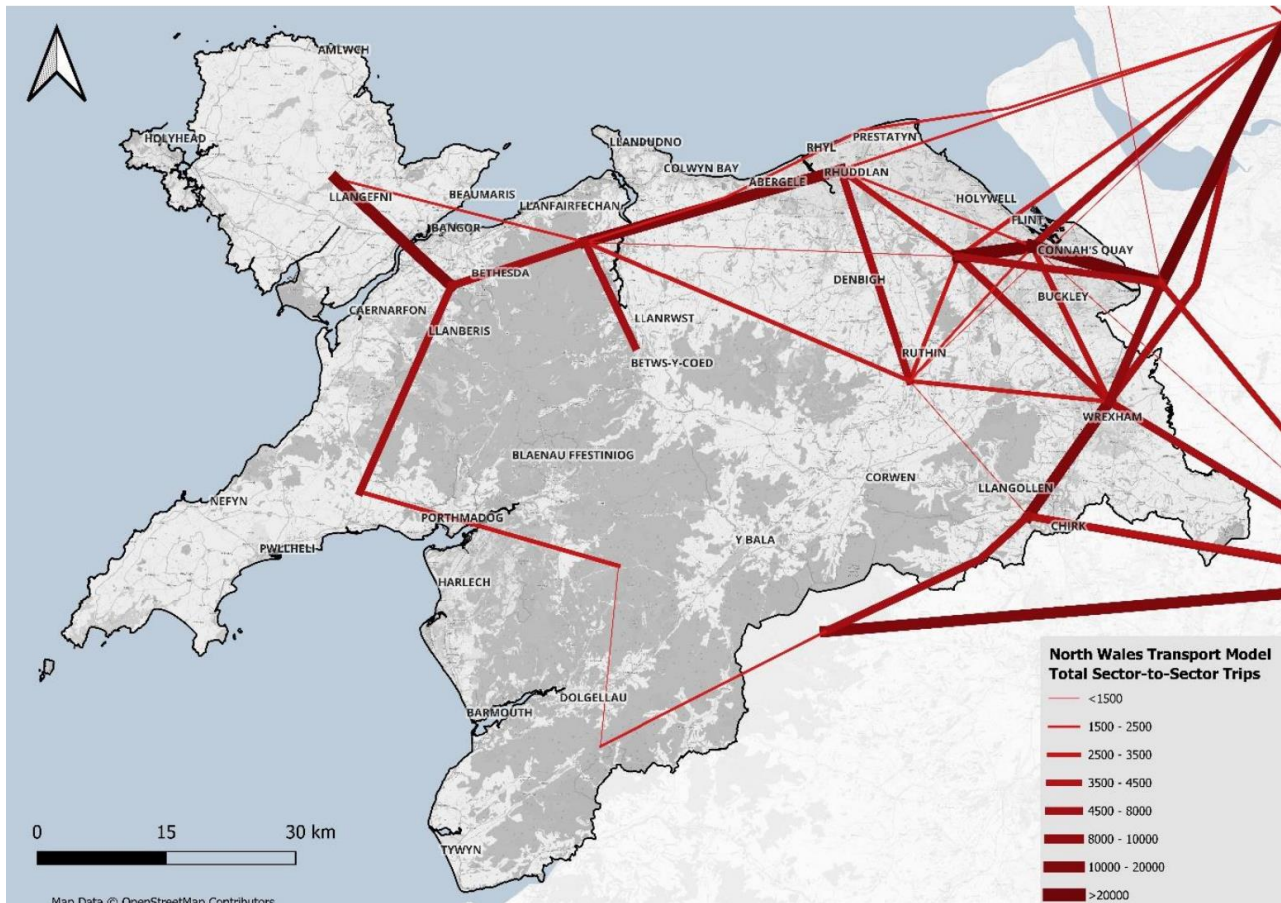 AMLWCH
HOLYHEAD
LLANDUDNO
PRESTATYN
RHYL
COLWYN BAY
ABERGELE
RHUDDLAN
LLANGEFNI
BEAUMARIS
LLANFAIRFECHAN
HOLYWELL
FLINT
BANGOR
CONNAH'S QUAY
BETHESDA
DENBIGH
BUCKLEY
CAERNARFON
LLANBERIS
LLANRWST
RUTHIN
BETWS-Y-COED
WREXHAM
BLAENAU FFESTINIOG
CORWEN
LLANGOLLEN
NEFYN
PORTHMADOG
CHIRK
Y BALA
PWLLHELI
HARLECH
DOLGELLAU
BARMOUTH
TYWYN
0 15 30 km
Map Data © OpenStreetMap Contributors
North Wales Transport Model
Total Sector-to-Sector Trips
<1500
1500 - 2500
2500 - 3500
3500 - 4500
4500 - 8000
8000 - 10000
10000 - 20000
>20000